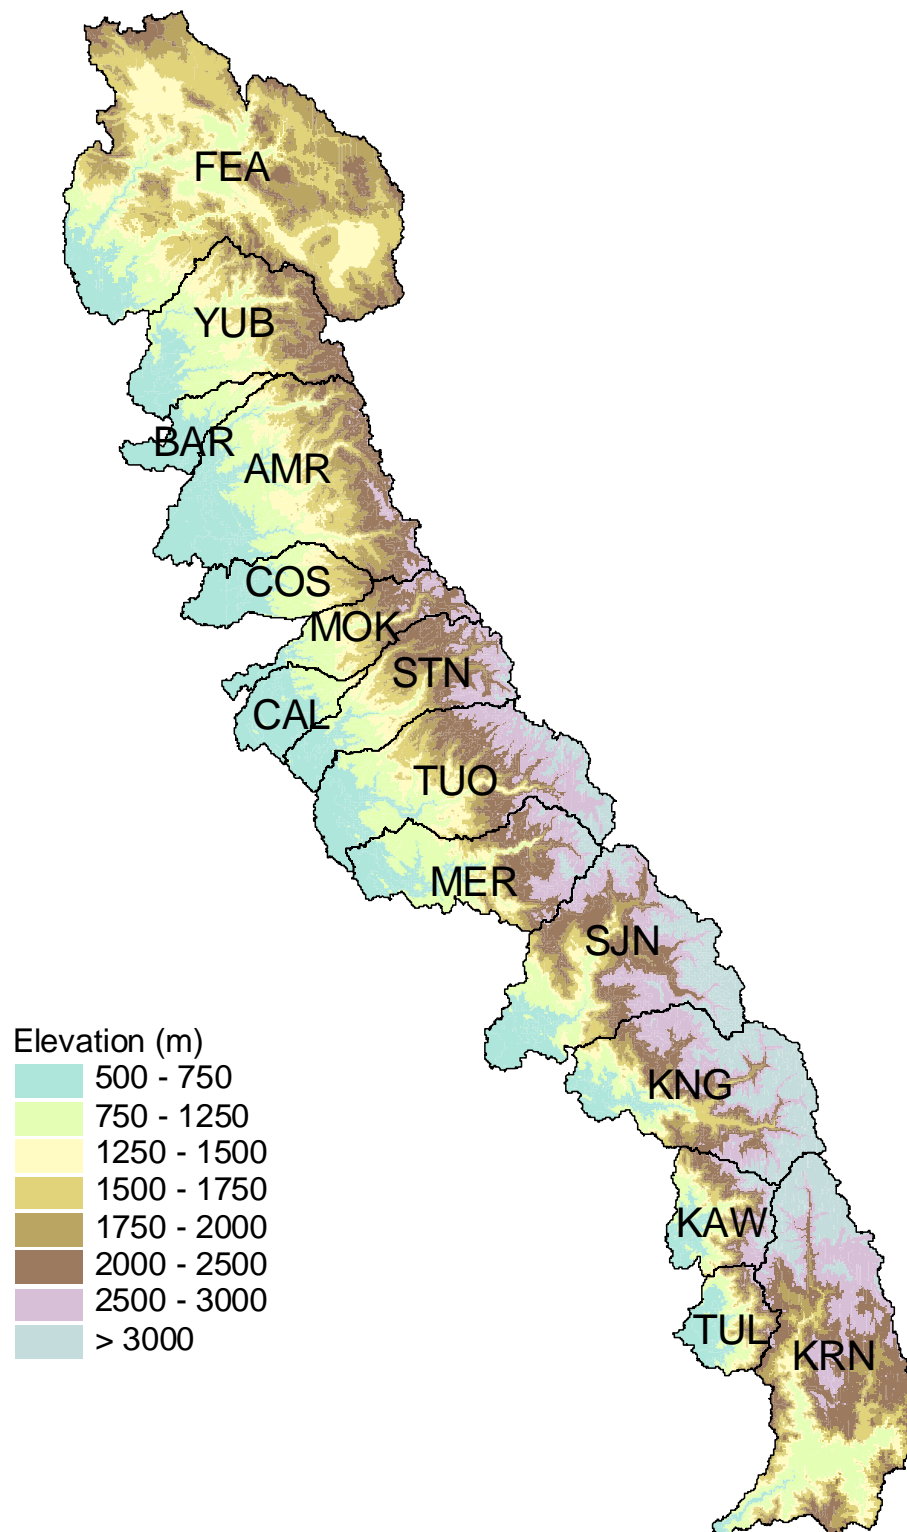 FEA
YUB
BAR
AMR
COS
MOK
STN
CAL
TUO
MER
SJN
KNG
KAW
TUL
KRN
Elevation (m)
500 - 750
750 - 1250
1250 - 1500
1500 - 1750
1750 - 2000
2000 - 2500
2500 - 3000
> 3000